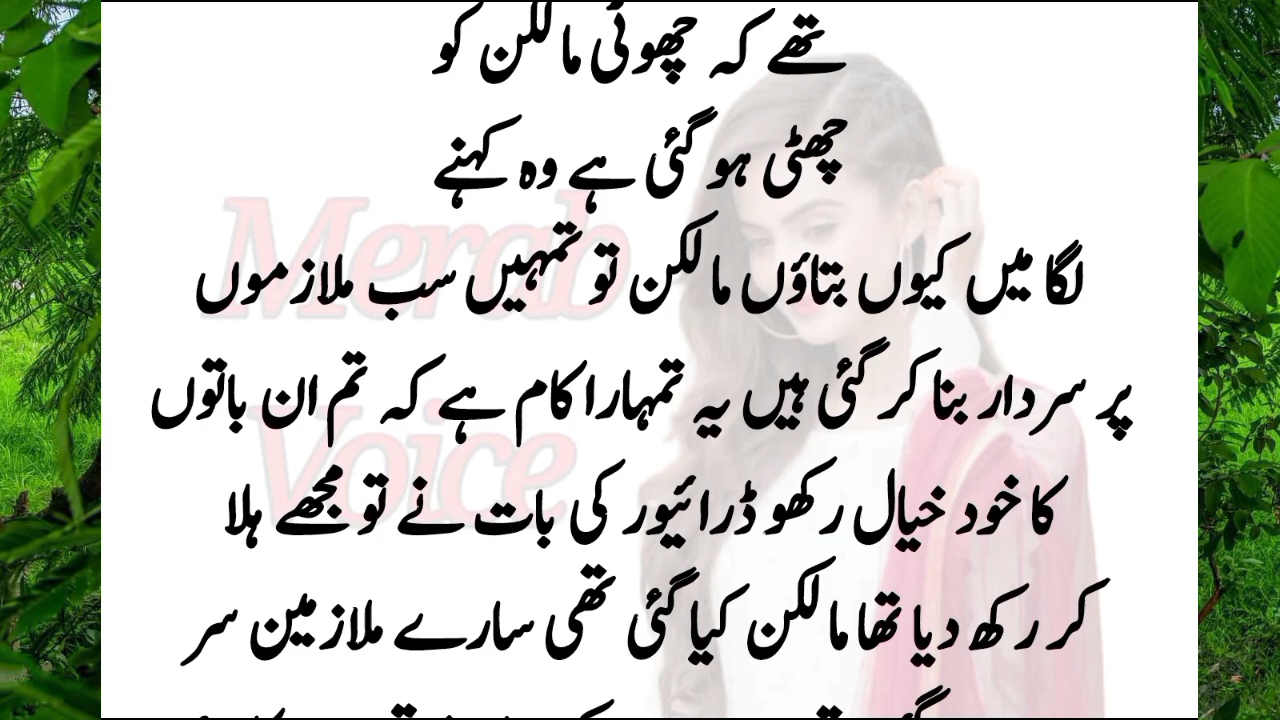 تھے کہ چھوٹی مالکن کو
چھٹی ہو گئی ہے وہ کہنے
لگا میں کیوں بتاؤں مالکن تو تمہیں سب ملازموں
پر سردار بنا کر گئی ہیں یہ تمہارا کام ہے کہ تم ان باتوں
کا خود خیال رکھو ڈرائیور کی بات نے تو مجھے ہلا
کر رکھ دیا تھا مالکن کیا گئی تھی سارے ملازمین سر
Merab
Voice